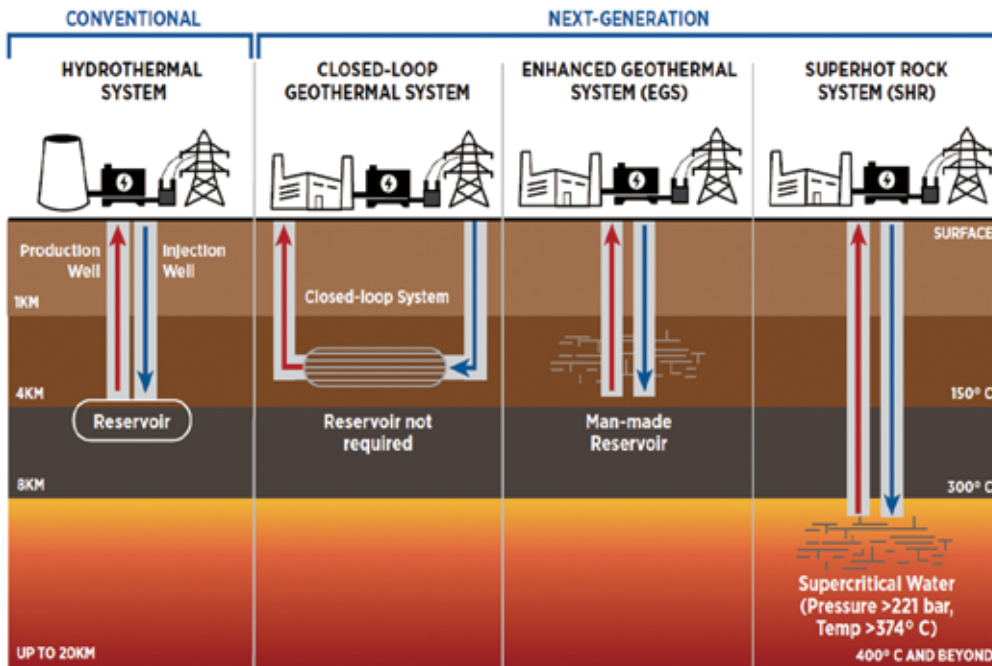 CONVENTIONAL
NEXT-GENERATION
HYDROTHERMAL
SYSTEM
CLOSED-LOOP
GEOTHERMAL SYSTEM
ENHANCED GEOTHERMAL
SYSTEM (EGS)
SUPERHOT ROCK
SYSTEM (SHR)
SURFACE
Production
Well
Injection
Well
Closed-loop System
1KM
4KM
150° C
Reservoir
Reservoir not
required
Man-made
Reservoir
8KM
300° C
Supercritical Water
(Pressure >221 bar,
Temp >374° C)
UP TO 20KM
400° C AND BEYOND